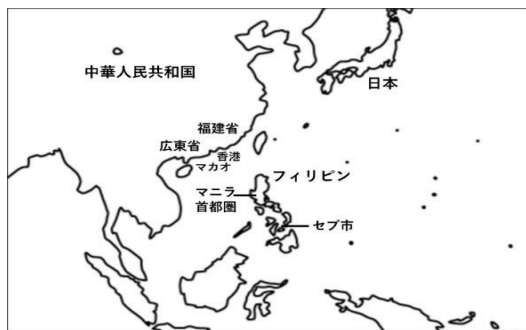 中華人民共和国
日本
福建省
広東省
香港
マカオ
フィリピン
マニラ
首都圏
セブ市